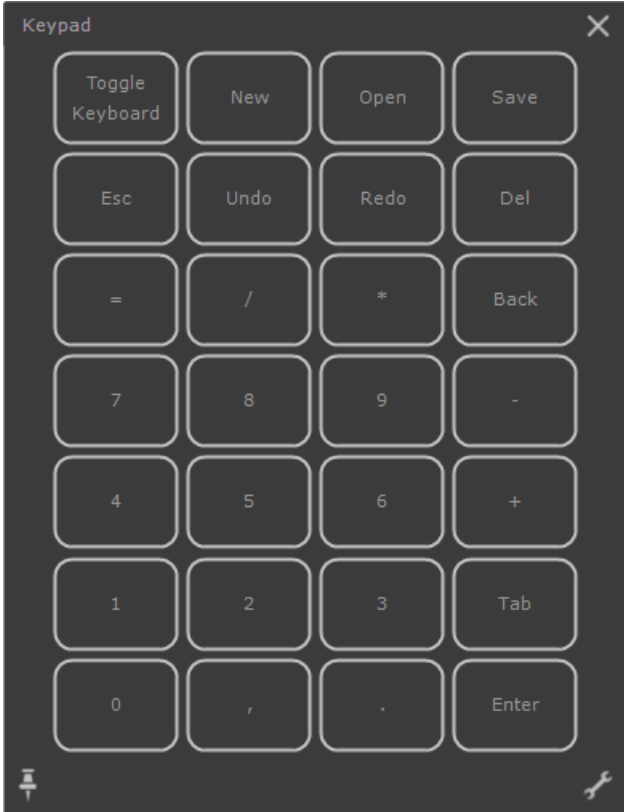 Keypad
Toggle
Keyboard
New
Open
Save
Esc
Undo
Redo
Del
=
/
*
Back
7
8
9
-
4
5
6
+
1
2
3
Tab
0
,
.
Enter